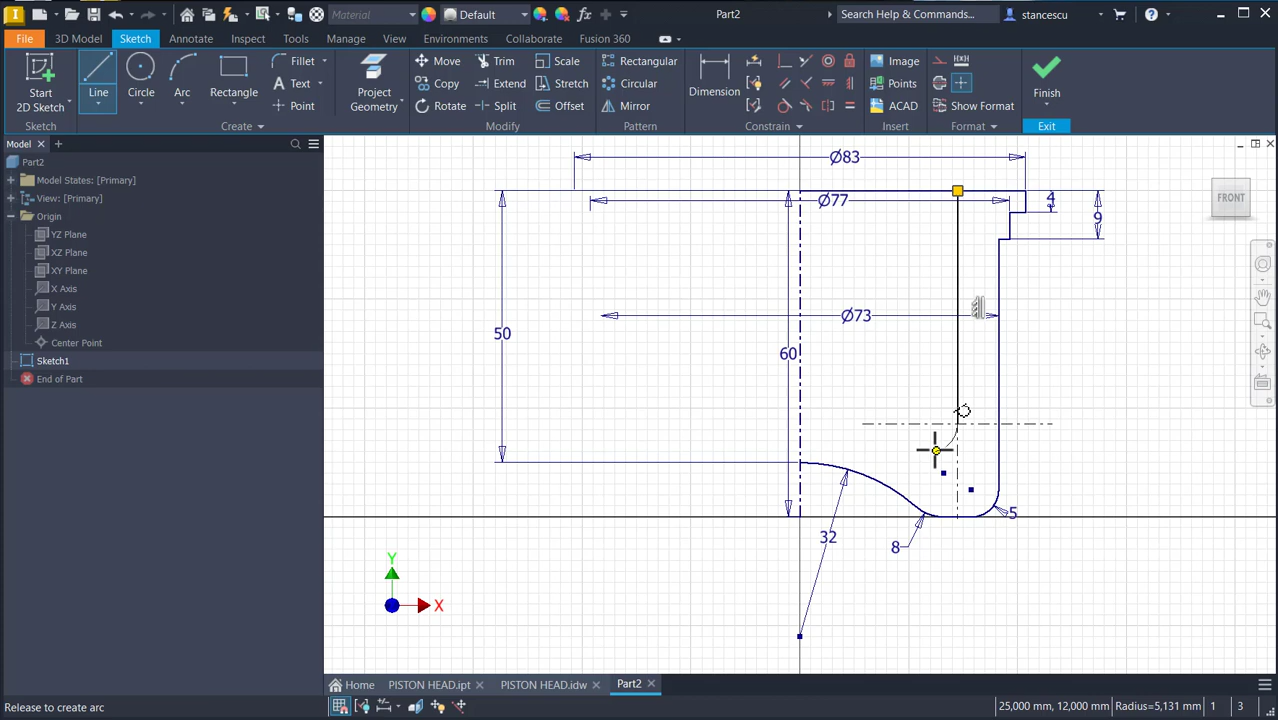 Material
Default
Part2
Search Help & Commands...
stancescu
File
3D Model
Sketch
Annotate
Inspect
Tools
Manage
View
Environments
Collaborate
Fusion 360
Start
2D Sketch
Line
Circle
Arc
Rectangle
Fillet
Text
Point
Project
Geometry
Move
Copy
Rotate
Trim
Extend
Split
Scale
Stretch
Offset
Rectangular
Circular
Mirror
Dimension
Image
Points
ACAD
Show Format
Finish
Sketch
Create
Modify
Pattern
Constrain
Insert
Format
Exit
Model
Part2
Model States: [Primary]
View: [Primary]
Origin
YZ Plane
XZ Plane
XY Plane
X Axis
Y Axis
Z Axis
Center Point
Sketch1
End of Part
Ø83
Ø77
4
9
Ø73
50
60
32
8
5
FRONT
Y
X
Home
PISTON HEAD.ipt
PISTON HEAD.idw
Part2
Release to create arc
25,000 mm, 12,000 mm
Radius=5,131 mm
1
3